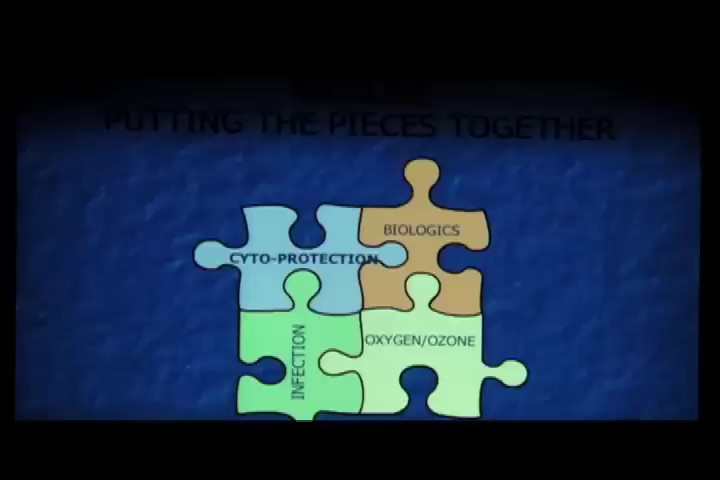 PUTTING THE PIECES TOGETHER
BIOLOGICS
CYTO-PROTECTION
INFECTION
OXYGEN/OZONE